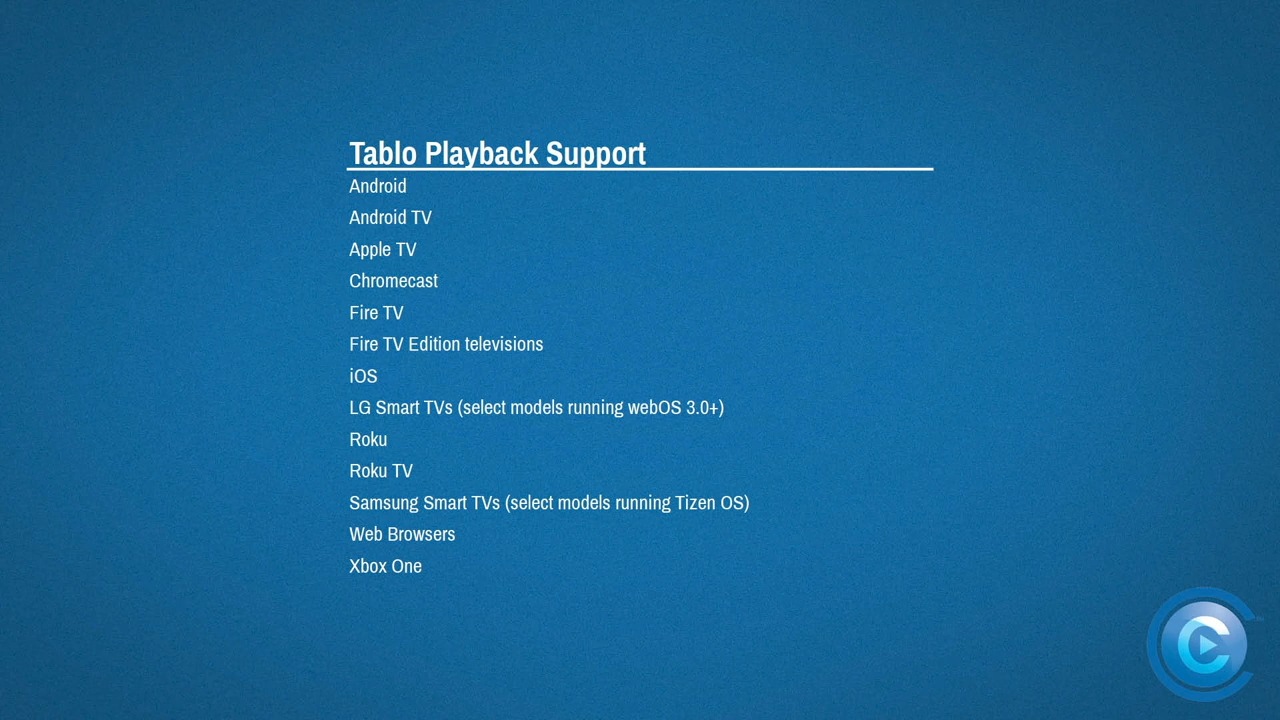 Tablo Playback Support
Android
Android TV
Apple TV
Chromecast
Fire TV
Fire TV Edition televisions
iOS
LG Smart TVs (select models running webOS 3.0+)
Roku
Roku TV
Samsung Smart TVs (select models running Tizen OS)
Web Browsers
Xbox One